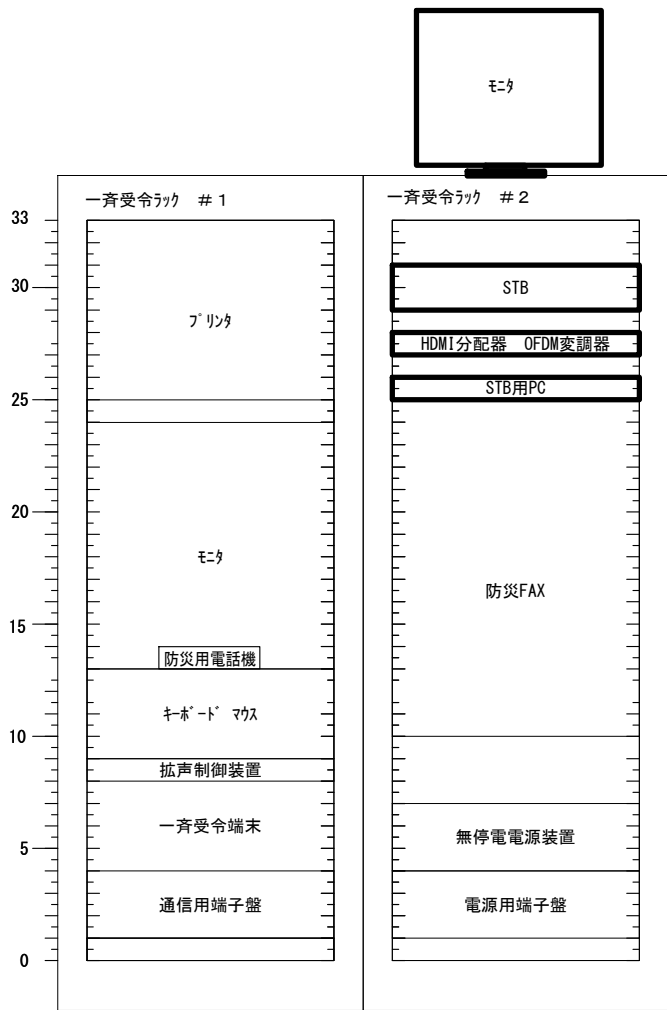 モニタ
一斉受令ﾗｯｸ　＃１
一斉受令ﾗｯｸ　＃２
33
30
25
20
15
10
5
0
ﾌﾟﾘﾝﾀ
ﾓﾆﾀ
防災用電話機
ｷｰﾎﾞｰﾄﾞ ﾏｳｽ
拡声制御装置
一斉受令端末
通信用端子盤
STB
HDMI分配器　OFDM変調器
STB用PC
防災FAX
無停電電源装置
電源用端子盤